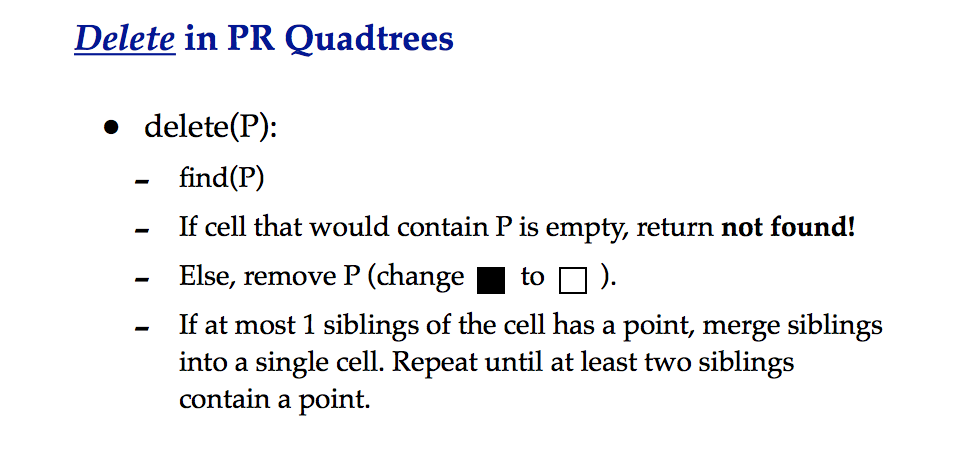 Delete in PR Quadtrees
● delete(P):
– find(P)
– If cell that would contain P is empty, return not found!
– Else, remove P (change ■ to □ ).
– If at most 1 siblings of the cell has a point, merge siblings
into a single cell. Repeat until at least two siblings
contain a point.